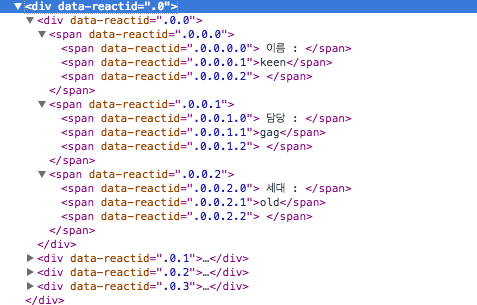 ▼<div data-reactid=".0">
▼<div data-reactid=".0.0">
▼<span data-reactid=".0.0.0">
<span data-reactid=".0.0.0.0"> 이름 : </span>
<span data-reactid=".0.0.0.1">keen</span>
<span data-reactid=".0.0.0.2"> </span>
</span>
▼<span data-reactid=".0.0.1">
<span data-reactid=".0.0.1.0"> 담당 : </span>
<span data-reactid=".0.0.1.1">gag</span>
<span data-reactid=".0.0.1.2"> </span>
</span>
▼<span data-reactid=".0.0.2">
<span data-reactid=".0.0.2.0"> 세대 : </span>
<span data-reactid=".0.0.2.1">old</span>
<span data-reactid=".0.0.2.2"> </span>
</span>
</div>
▶<div data-reactid=".0.1">…</div>
▶<div data-reactid=".0.2">…</div>
▶<div data-reactid=".0.3">…</div>
</div>